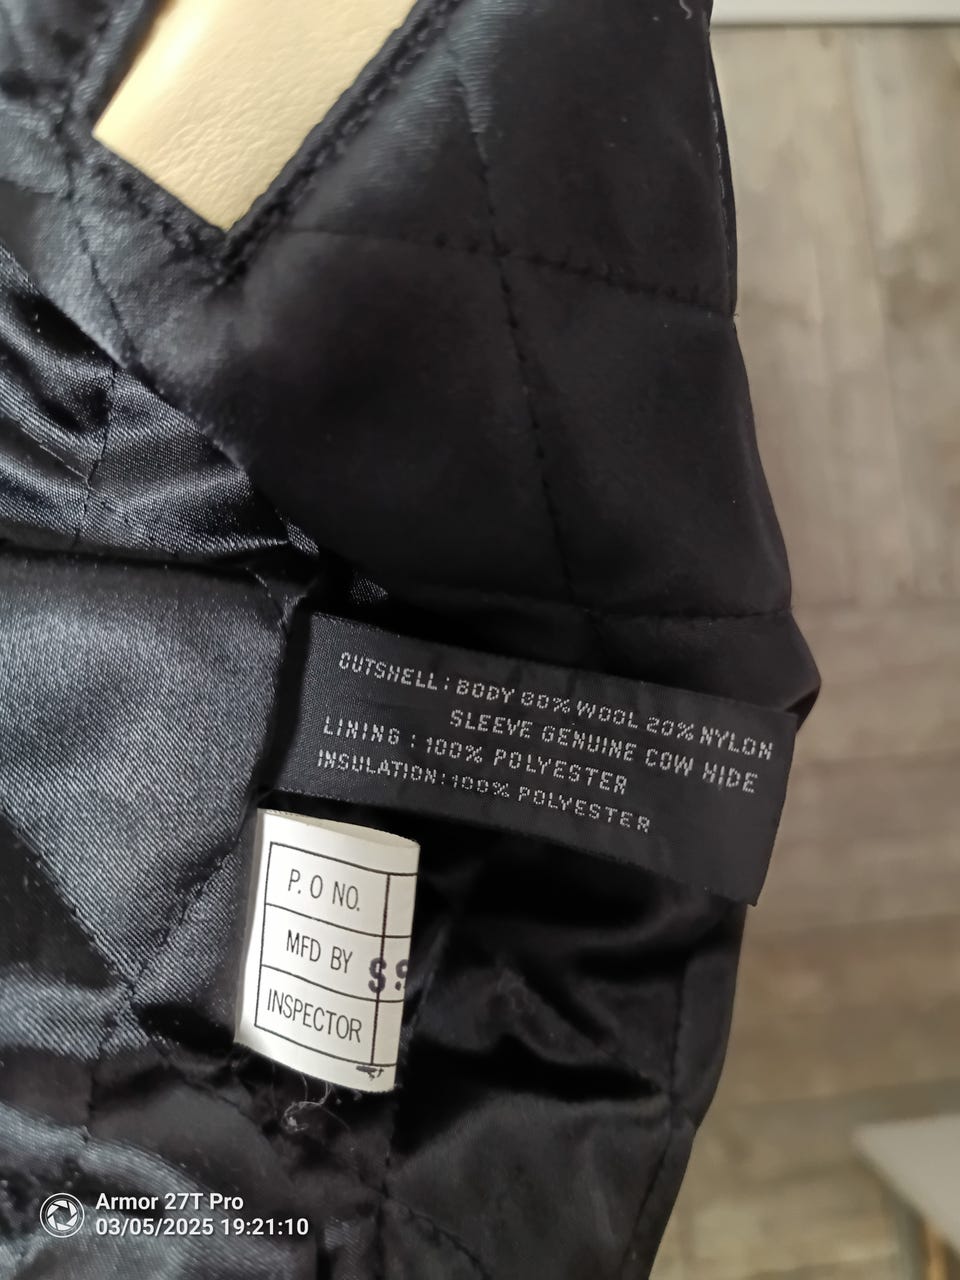 OUTSHELL: BODY 80% WOOL 20% NYLON
SLEEVE GENUINE COW HIDE
LINING : 100% POLYESTER
INSULATION: 100% POLYESTER
P. O NO.
MFD BY
INSPECTOR
Armor 27T Pro
03/05/2025 19:21:10